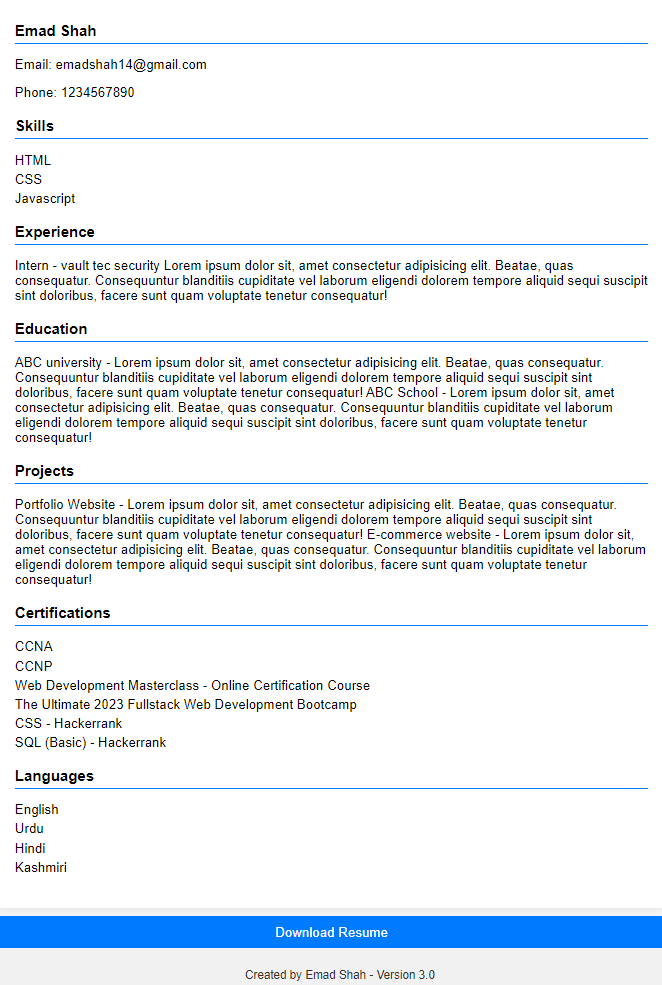 Emad Shah
Email: emadshah14@gmail.com
Phone: 1234567890
Skills
HTML
CSS
Javascript
Experience
Intern - vault tec security Lorem ipsum dolor sit, amet consectetur adipisicing elit. Beatae, quas
consequatur. Consequuntur blanditiis cupiditate vel laborum eligendi dolorem tempore aliquid sequi suscipit
sint doloribus, facere sunt quam voluptate tenetur consequatur!
Education
ABC university - Lorem ipsum dolor sit, amet consectetur adipisicing elit. Beatae, quas consequatur.
Consequuntur blanditiis cupiditate vel laborum eligendi dolorem tempore aliquid sequi suscipit sint
doloribus, facere sunt quam voluptate tenetur consequatur! ABC School - Lorem ipsum dolor sit, amet
consectetur adipisicing elit. Beatae, quas consequatur. Consequuntur blanditiis cupiditate vel laborum
eligendi dolorem tempore aliquid sequi suscipit sint doloribus, facere sunt quam voluptate tenetur
consequatur!
Projects
Portfolio Website - Lorem ipsum dolor sit, amet consectetur adipisicing elit. Beatae, quas consequatur.
Consequuntur blanditiis cupiditate vel laborum eligendi dolorem tempore aliquid sequi suscipit sint
doloribus, facere sunt quam voluptate tenetur consequatur! E-commerce website - Lorem ipsum dolor sit,
amet consectetur adipisicing elit. Beatae, quas consequatur. Consequuntur blanditiis cupiditate vel laborum
eligendi dolorem tempore aliquid sequi suscipit sint doloribus, facere sunt quam voluptate tenetur
consequatur!
Certifications
CCNA
CCNP
Web Development Masterclass - Online Certification Course
The Ultimate 2023 Fullstack Web Development Bootcamp
CSS - Hackerrank
SQL (Basic) - Hackerrank
Languages
English
Urdu
Hindi
Kashmiri
Download Resume
Created by Emad Shah - Version 3.0